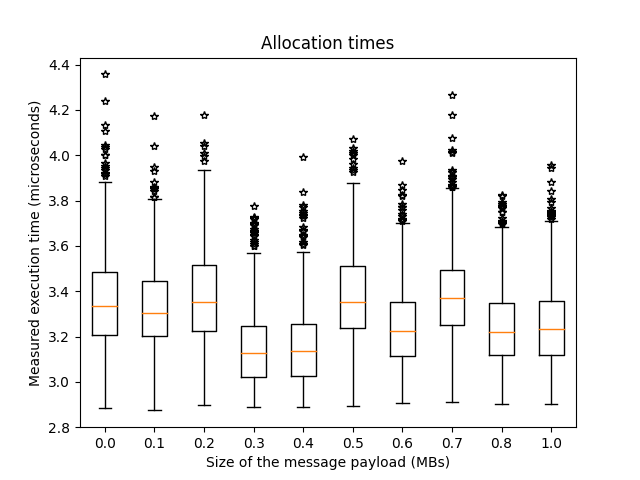 Allocation times
Measured execution time (microseconds)
4.4
4.2
4.0
3.8
3.6
3.4
3.2
3.0
2.8
0.0 0.1 0.2 0.3 0.4 0.5 0.6 0.7 0.8 1.0
Size of the message payload (MBs)